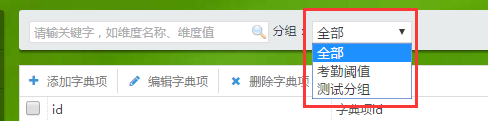 请输入关键字，如维度名称、维度值 分组： 全部
全部
考勤阈值
测试分组
添加字典项 编辑字典项 删除字典项
id 字典项id